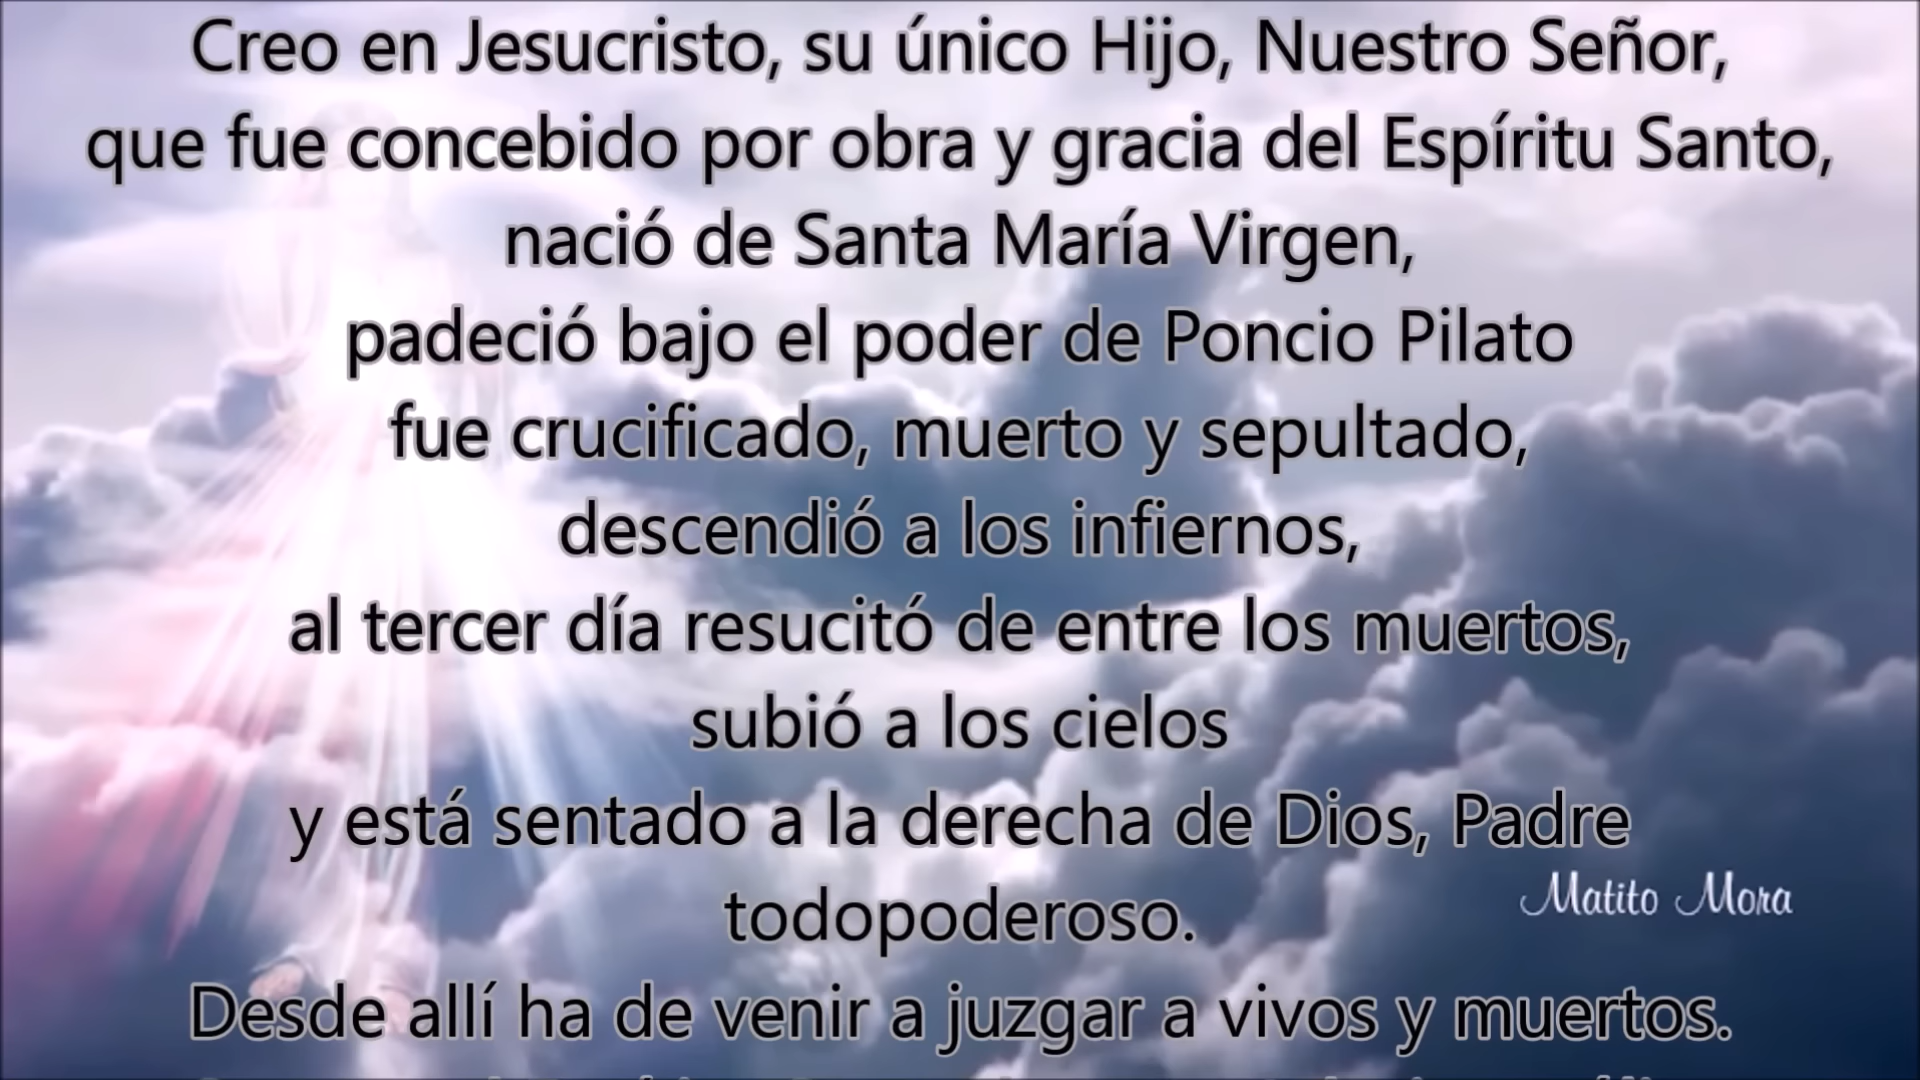 Creo en Jesucristo, su único Hijo, Nuestro Señor,
que fue concebido por obra y gracia del Espíritu Santo,
nació de Santa María Virgen,
padeció bajo el poder de Poncio Pilato
fue crucificado, muerto y sepultado,
descendió a los infiernos,
al tercer día resucitó de entre los muertos,
subió a los cielos
y está sentado a la derecha de Dios, Padre
todopoderoso.
Matito Mora
Desde allí ha de venir a juzgar a vivos y muertos.